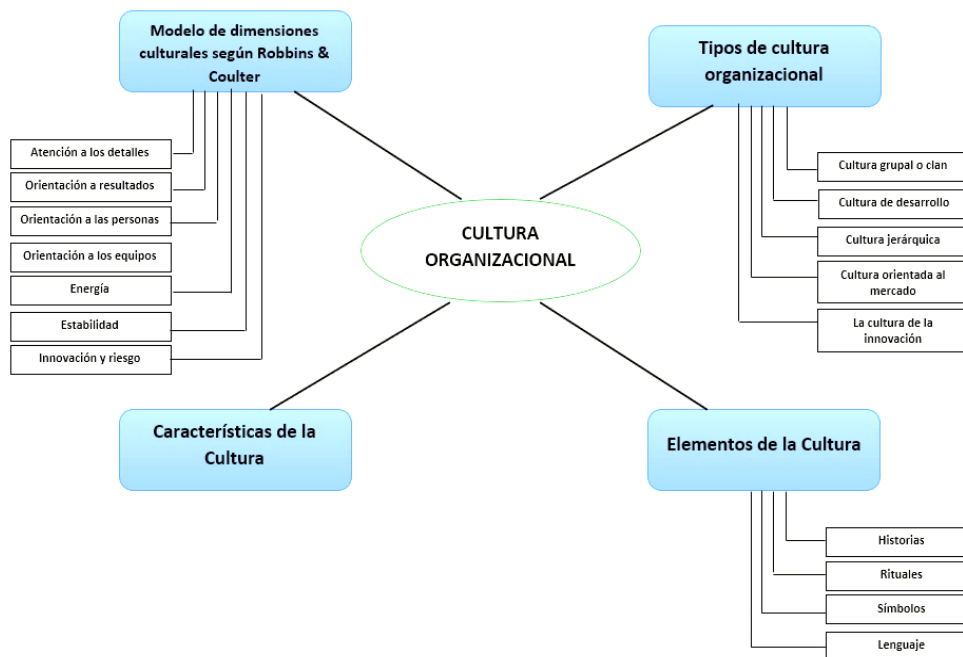 Modelo de dimensiones
culturales según Robbins &
Coulter
Atención a los detalles
Orientación a resultados
Orientación a las personas
Orientación a los equipos
Energía
Estabilidad
Innovación y riesgo
Tipos de cultura
organizacional
Cultura grupal o clan
Cultura de desarrollo
Cultura jerárquica
Cultura orientada al
mercado
La cultura de la
innovación
CULTURA
ORGANIZACIONAL
Características de la
Cultura
Elementos de la Cultura
Historias
Rituales
Símbolos
Lenguaje